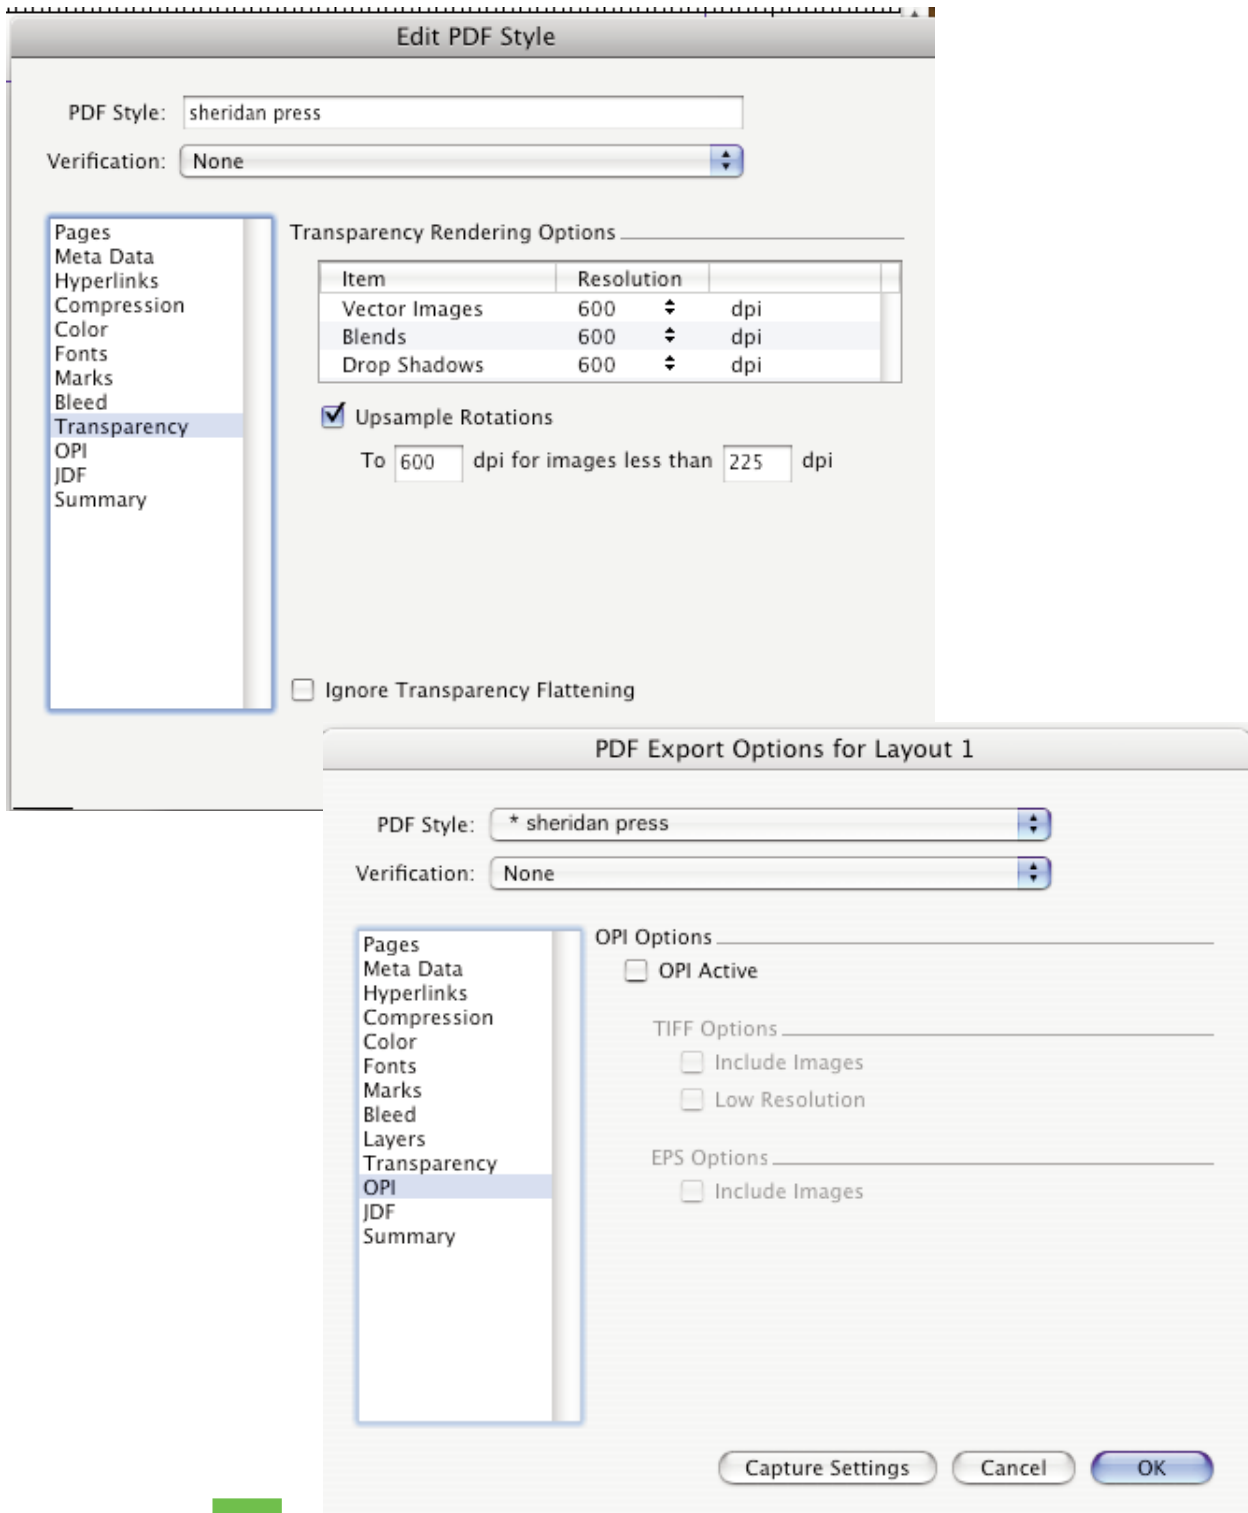 Edit PDF Style
PDF Style: sheridan press
Verification: None
Pages
Meta Data
Hyperlinks
Compression
Color
Fonts
Marks
Bleed
Transparency
OPI
JDF
Summary
Transparency Rendering Options
Item Resolution
Vector Images 600 dpi
Blends 600 dpi
Drop Shadows 600 dpi
Upsample Rotations
To 600 dpi for images less than 225 dpi
Ignore Transparency Flattening
PDF Export Options for Layout 1
PDF Style: * sheridan press
Verification: None
Pages
Meta Data
Hyperlinks
Compression
Color
Fonts
Marks
Bleed
Layers
Transparency
OPI
JDF
Summary
OPI Options
OPI Active
TIFF Options
Include Images
Low Resolution
EPS Options
Include Images
Capture Settings Cancel OK